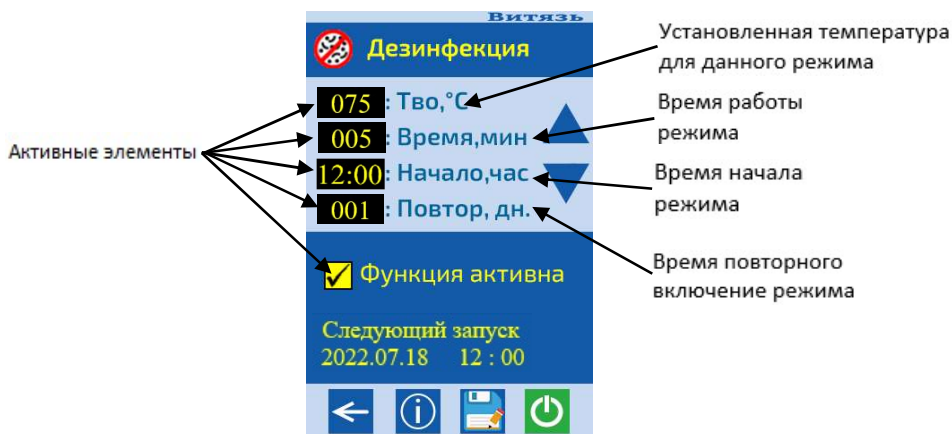 Витязь
Дезинфекция
075 : Тво,°С
005 : Время,мин
12:00 : Начало,час
001 : Повтор, дн.
Функция активна
Следующий запуск
2022.07.18 12 : 00
Активные элементы
Установленная температура
для данного режима
Время работы
режима
Время начала
режима
Время повторного
включение режима